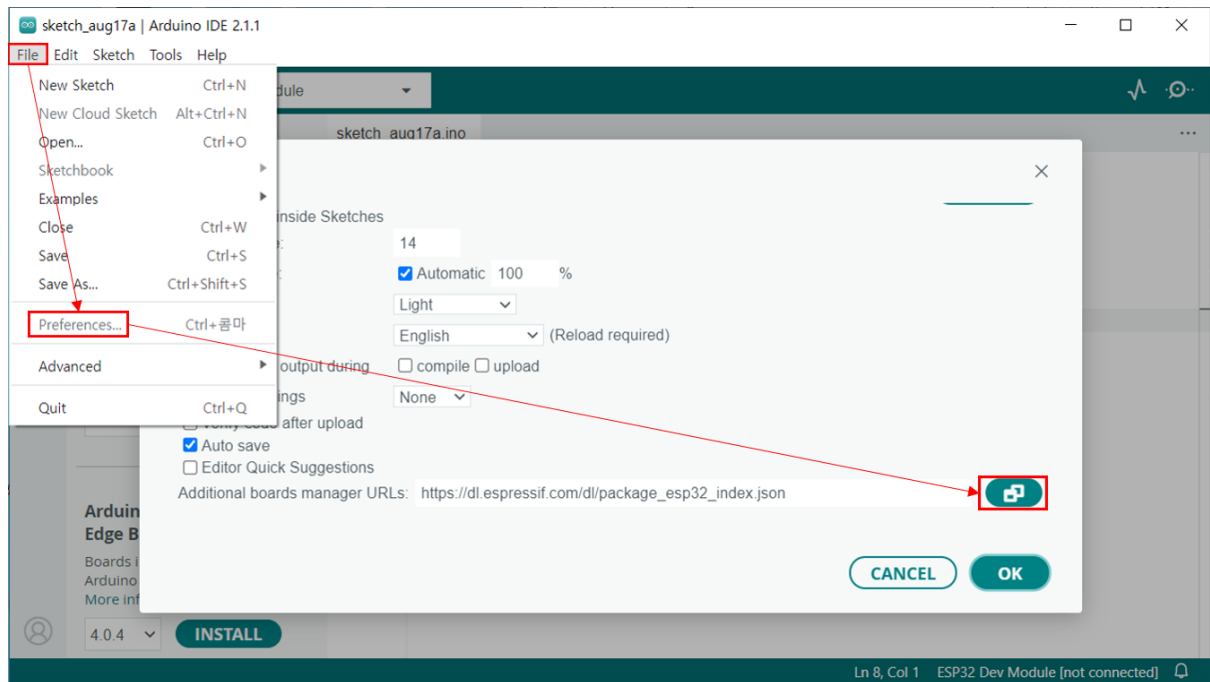 sketch_aug17a | Arduino IDE 2.1.1
File Edit Sketch Tools Help
New Sketch Ctrl+N
New Cloud Sketch Alt+Ctrl+N
Open... Ctrl+O
Sketchbook
Examples
Close Ctrl+W
Save Ctrl+S
Save As... Ctrl+Shift+S
Preferences... Ctrl+콤마
Advanced
Quit Ctrl+Q
dule
sketch_aug17a.ino
inside Sketches
14
Automatic 100 %
Light
English (Reload required)
output during compile upload
ings None
Verify code after upload
Auto save
Editor Quick Suggestions
Additional boards manager URLs: https://dl.espressif.com/dl/package_esp32_index.json
CANCEL OK
Arduin
Edge B
Boards i
Arduino
More inf
4.0.4 INSTALL
Ln 8, Col 1 ESP32 Dev Module [not connected]